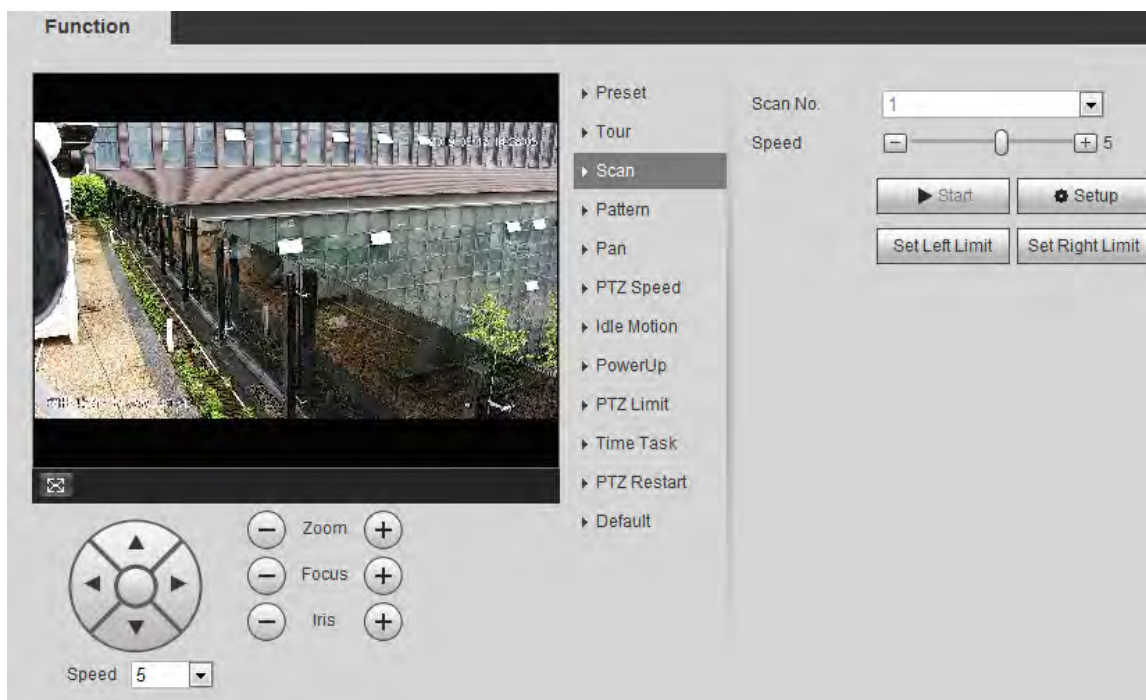 Function
Preset
Tour
Scan
Pattern
Pan
PTZ Speed
Idle Motion
PowerUp
PTZ Limit
Time Task
PTZ Restart
Default
Scan No. 1
Speed 5
Start Setup
Set Left Limit Set Right Limit
Zoom
Focus
Iris
Speed 5